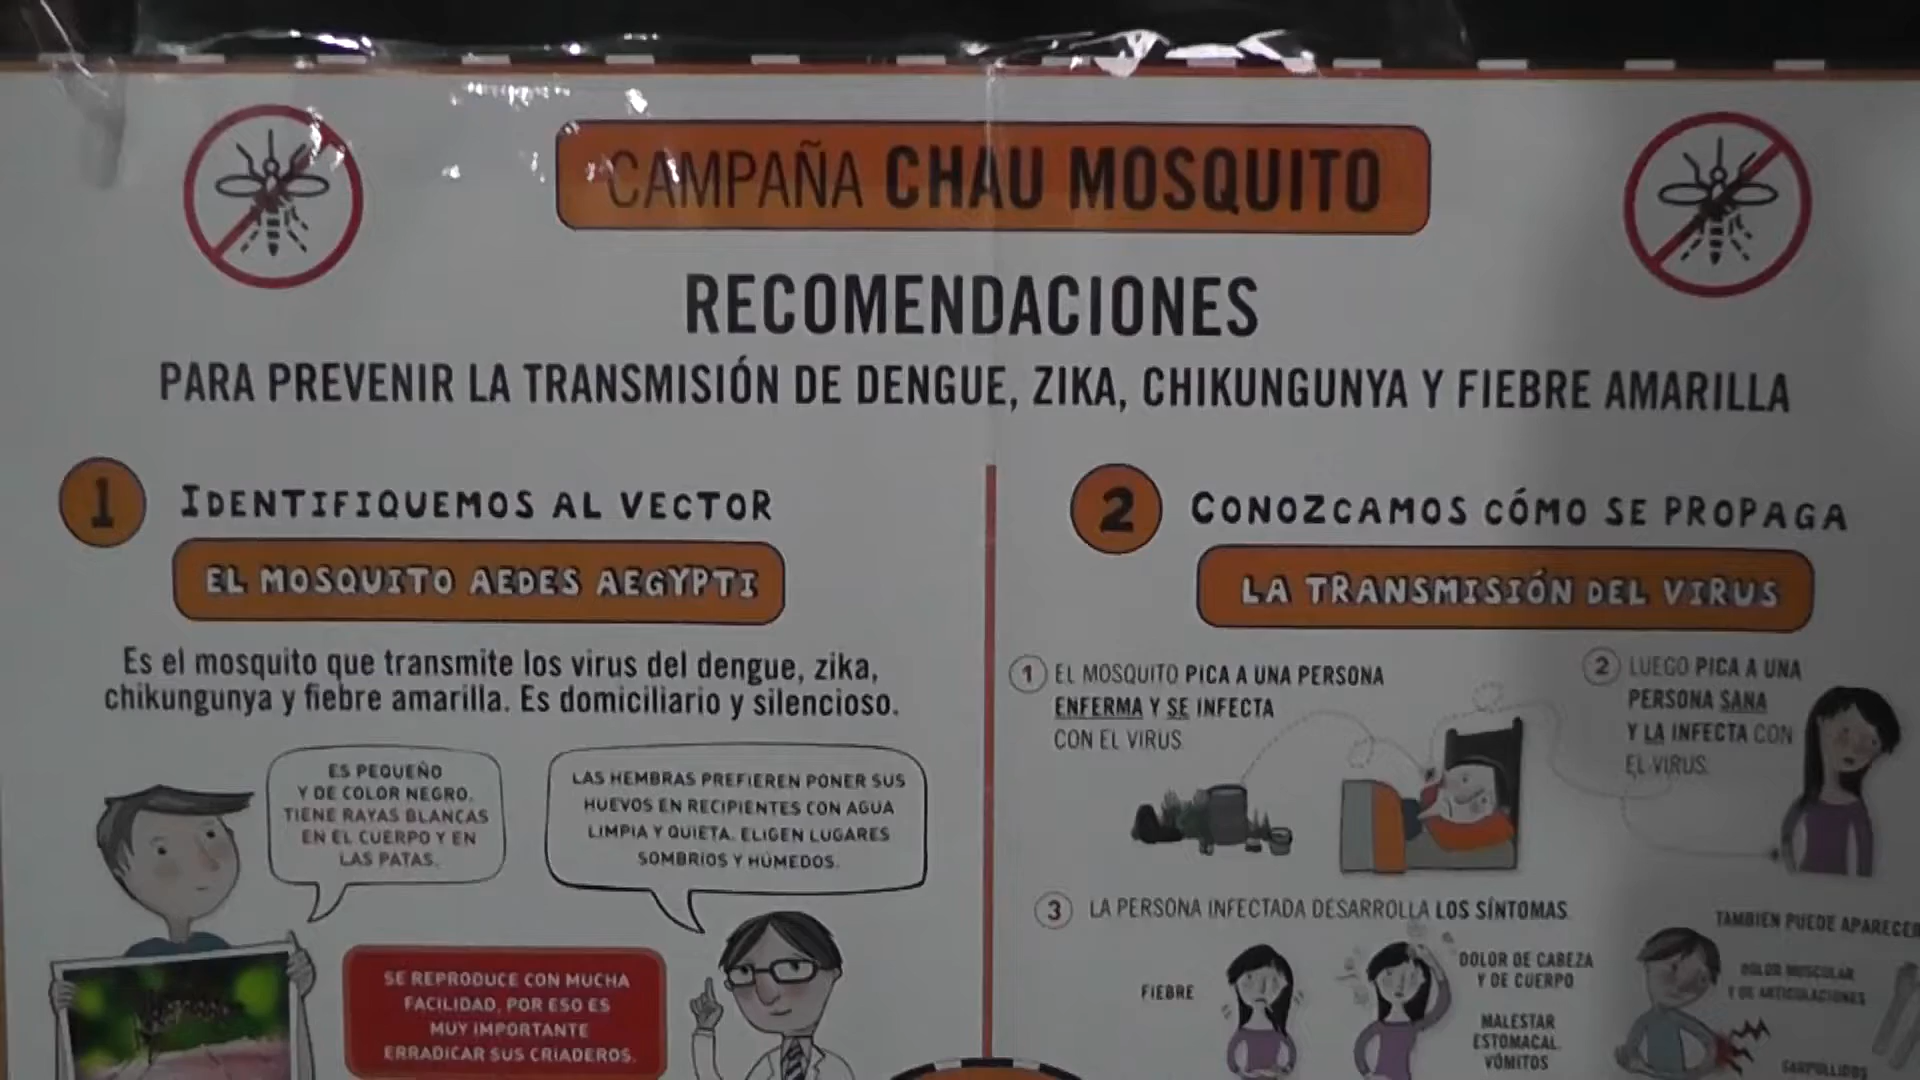 CAMPAÑA CHAU MOSQUITO
RECOMENDACIONES
PARA PREVENIR LA TRANSMISIÓN DE DENGUE, ZIKA, CHIKUNGUNYA Y FIEBRE AMARILLA
1 IDENTIFIQUEMOS AL VECTOR
EL MOSQUITO AEDES AEGYPTI
Es el mosquito que transmite los virus del dengue, zika,
chikungunya y fiebre amarilla. Es domiciliario y silencioso.
ES PEQUEÑO
Y DE COLOR NEGRO.
TIENE RAYAS BLANCAS
EN EL CUERPO Y EN
LAS PATAS.
LAS HEMBRAS PREFIEREN PONER SUS
HUEVOS EN RECIPIENTES CON AGUA
LIMPIA Y QUIETA. ELIGEN LUGARES
SOMBRÍOS Y HÚMEDOS.
SE REPRODUCE CON MUCHA
FACILIDAD, POR ESO ES
MUY IMPORTANTE
ERRADICAR SUS CRIADEROS.
2 CONOZCAMOS CÓMO SE PROPAGA
LA TRANSMISIÓN DEL VIRUS
1 EL MOSQUITO PICA A UNA PERSONA
ENFERMA Y SE INFECTA
CON EL VIRUS
2 LUEGO PICA A UNA
PERSONA SANA
Y LA INFECTA CON
EL VIRUS.
3 LA PERSONA INFECTADA DESARROLLA LOS SÍNTOMAS
FIEBRE
DOLOR DE CABEZA
Y DE CUERPO
MALESTAR
ESTOMACAL.
VÓMITOS
TAMBIEN PUEDE APARECER
DOLOR MUSCULAR
Y DE ARTICULACIONES
SARPULLIDOS